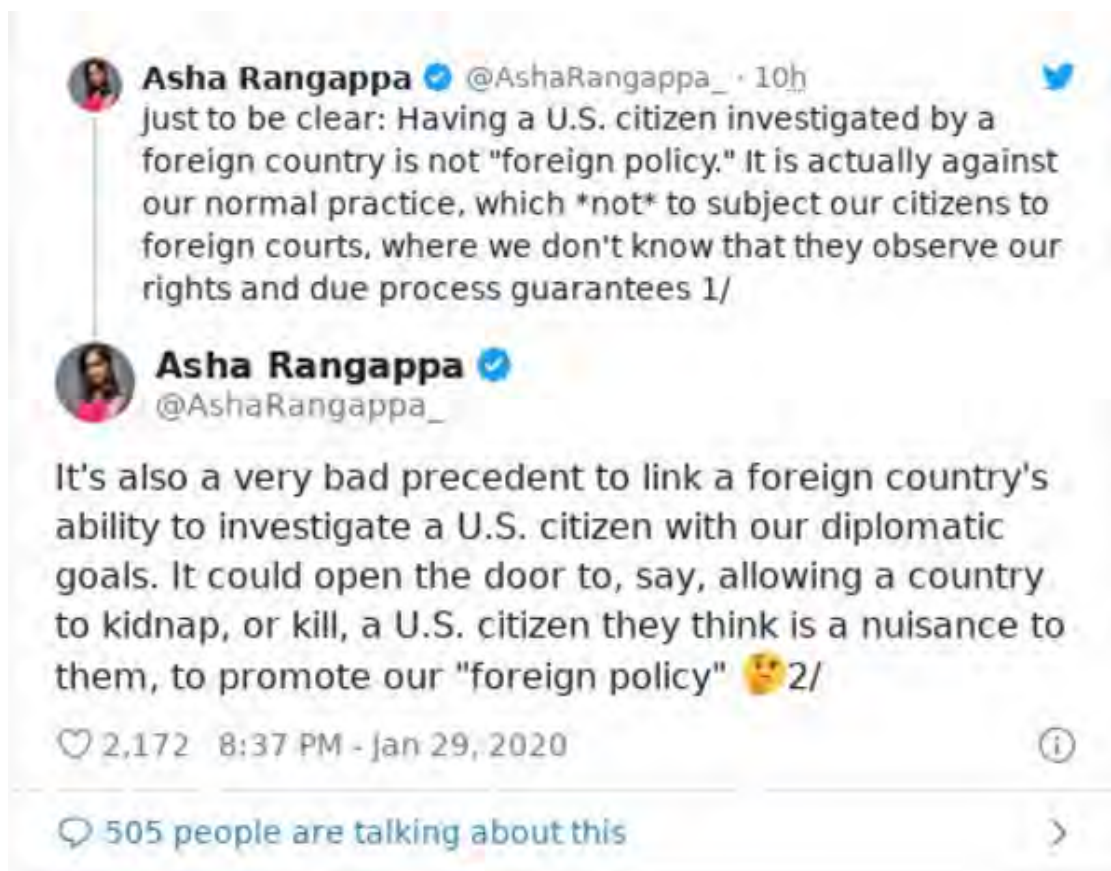 Asha Rangappa @AshaRangappa_ · 10h
Just to be clear: Having a U.S. citizen investigated by a
foreign country is not "foreign policy." It is actually against
our normal practice, which *not* to subject our citizens to
foreign courts, where we don't know that they observe our
rights and due process guarantees 1/
Asha Rangappa
@AshaRangappa_
It's also a very bad precedent to link a foreign country's
ability to investigate a U.S. citizen with our diplomatic
goals. It could open the door to, say, allowing a country
to kidnap, or kill, a U.S. citizen they think is a nuisance to
them, to promote our "foreign policy" 🤔2/
2,172 8:37 PM - Jan 29, 2020
505 people are talking about this